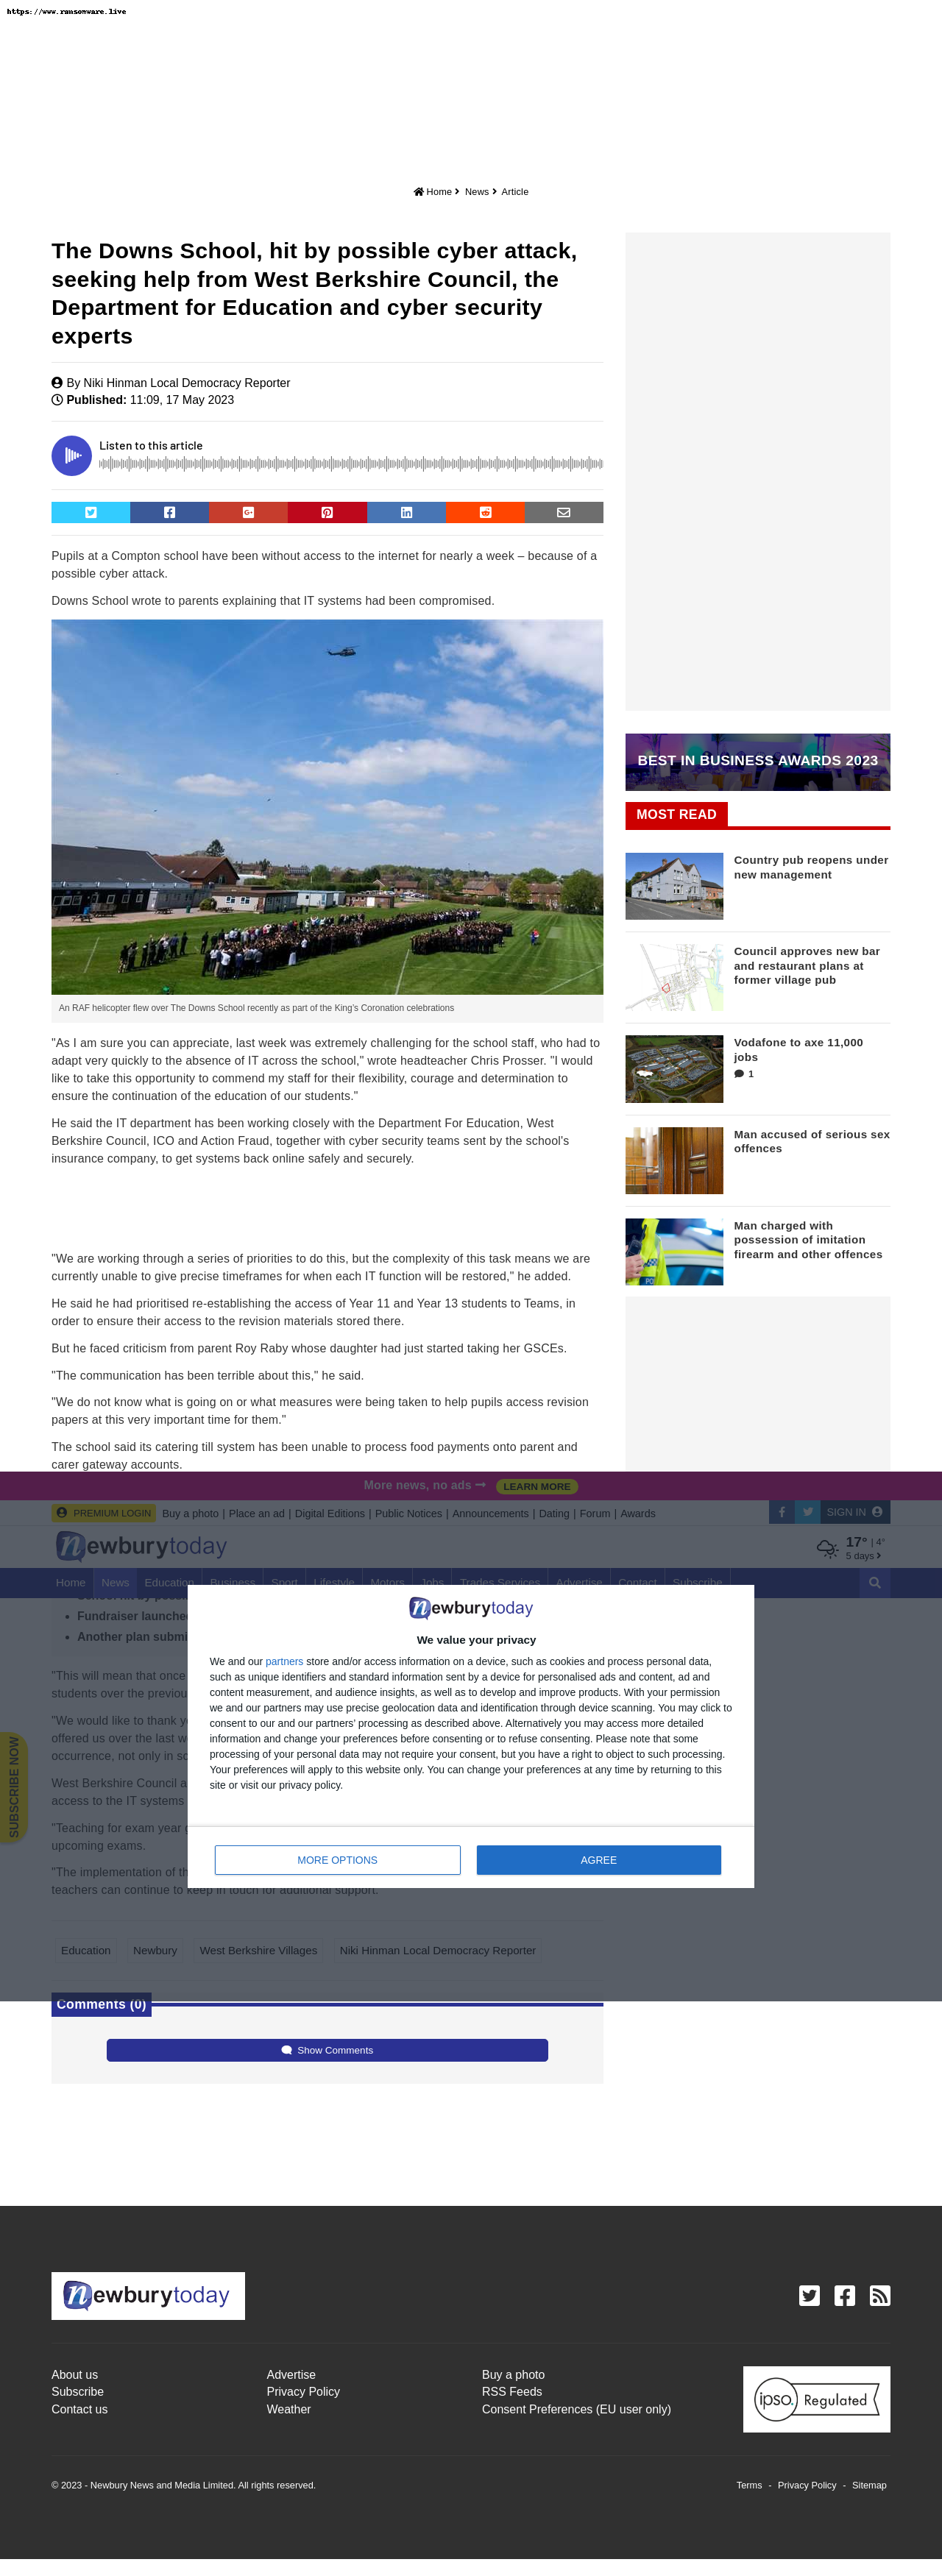 https://www.ransomware.live
Home News Article
The Downs School, hit by possible cyber attack,
seeking help from West Berkshire Council, the
Department for Education and cyber security
experts
By Niki Hinman Local Democracy Reporter
Published: 11:09, 17 May 2023
Listen to this article
Pupils at a Compton school have been without access to the internet for nearly a week – because of a
possible cyber attack.
Downs School wrote to parents explaining that IT systems had been compromised.
An RAF helicopter flew over The Downs School recently as part of the King's Coronation celebrations
"As I am sure you can appreciate, last week was extremely challenging for the school staff, who had to
adapt very quickly to the absence of IT across the school," wrote headteacher Chris Prosser. "I would
like to take this opportunity to commend my staff for their flexibility, courage and determination to
ensure the continuation of the education of our students."
He said the IT department has been working closely with the Department For Education, West
Berkshire Council, ICO and Action Fraud, together with cyber security teams sent by the school's
insurance company, to get systems back online safely and securely.
"We are working through a series of priorities to do this, but the complexity of this task means we are
currently unable to give precise timeframes for when each IT function will be restored," he added.
He said he had prioritised re-establishing the access of Year 11 and Year 13 students to Teams, in
order to ensure their access to the revision materials stored there.
But he faced criticism from parent Roy Raby whose daughter had just started taking her GSCEs.
"The communication has been terrible about this," he said.
"We do not know what is going on or what measures were being taken to help pupils access revision
papers at this very important time for them."
The school said its catering till system has been unable to process food payments onto parent and
carer gateway accounts.
BEST IN BUSINESS AWARDS 2023
MOST READ
Country pub reopens under
new management
Council approves new bar
and restaurant plans at
former village pub
Vodafone to axe 11,000
jobs
1
Man accused of serious sex
offences
Man charged with
possession of imitation
firearm and other offences
More news, no ads LEARN MORE
PREMIUM LOGIN Buy a photo | Place an ad | Digital Editions | Public Notices | Announcements | Dating | Forum | Awards
SIGN IN
newburytoday
17° | 4°
5 days
Home News Education Business Sport Lifestyle Motors Jobs Trades Services Advertise Contact Subscribe
School hit by possi
Fundraiser launche
Another plan submi
"This will mean that once
students over the previou
"We would like to thank y
offered us over the last w
occurrence, not only in sc
West Berkshire Council a
access to the IT systems
"Teaching for exam year
upcoming exams.
"The implementation of th
teachers can continue to keep in touch for additional support."
SUBSCRIBE NOW
newburytoday
We value your privacy
We and our partners store and/or access information on a device, such as cookies and process personal data,
such as unique identifiers and standard information sent by a device for personalised ads and content, ad and
content measurement, and audience insights, as well as to develop and improve products. With your permission
we and our partners may use precise geolocation data and identification through device scanning. You may click to
consent to our and our partners' processing as described above. Alternatively you may access more detailed
information and change your preferences before consenting or to refuse consenting. Please note that some
processing of your personal data may not require your consent, but you have a right to object to such processing.
Your preferences will apply to this website only. You can change your preferences at any time by returning to this
site or visit our privacy policy.
MORE OPTIONS AGREE
Education Newbury West Berkshire Villages Niki Hinman Local Democracy Reporter
Comments (0)
Show Comments
newburytoday
About us Advertise Buy a photo
Subscribe Privacy Policy RSS Feeds
Contact us Weather Consent Preferences (EU user only)
ipso. Regulated
© 2023 - Newbury News and Media Limited. All rights reserved.
Terms - Privacy Policy - Sitemap